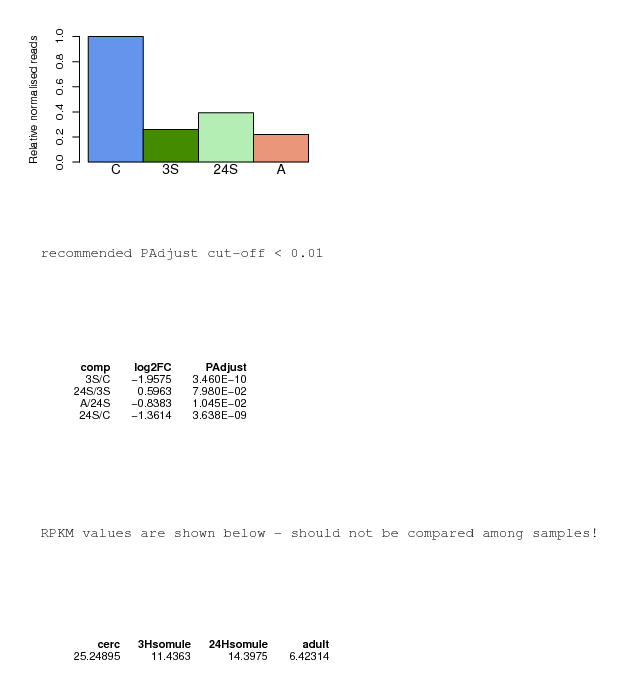 Relative normalised reads
1.0
0.8
0.6
0.4
0.2
0.0
C 3S 24S A
recommended PAdjust cut-off < 0.01
comp log2FC PAdjust
3S/C −1.9575 3.460E−10
24S/3S 0.5963 7.980E−02
A/24S −0.8383 1.045E−02
24S/C −1.3614 3.638E−09
RPKM values are shown below - should not be compared among samples!
cerc 3Hsomule 24Hsomule adult
25.24895 11.4363 14.3975 6.42314